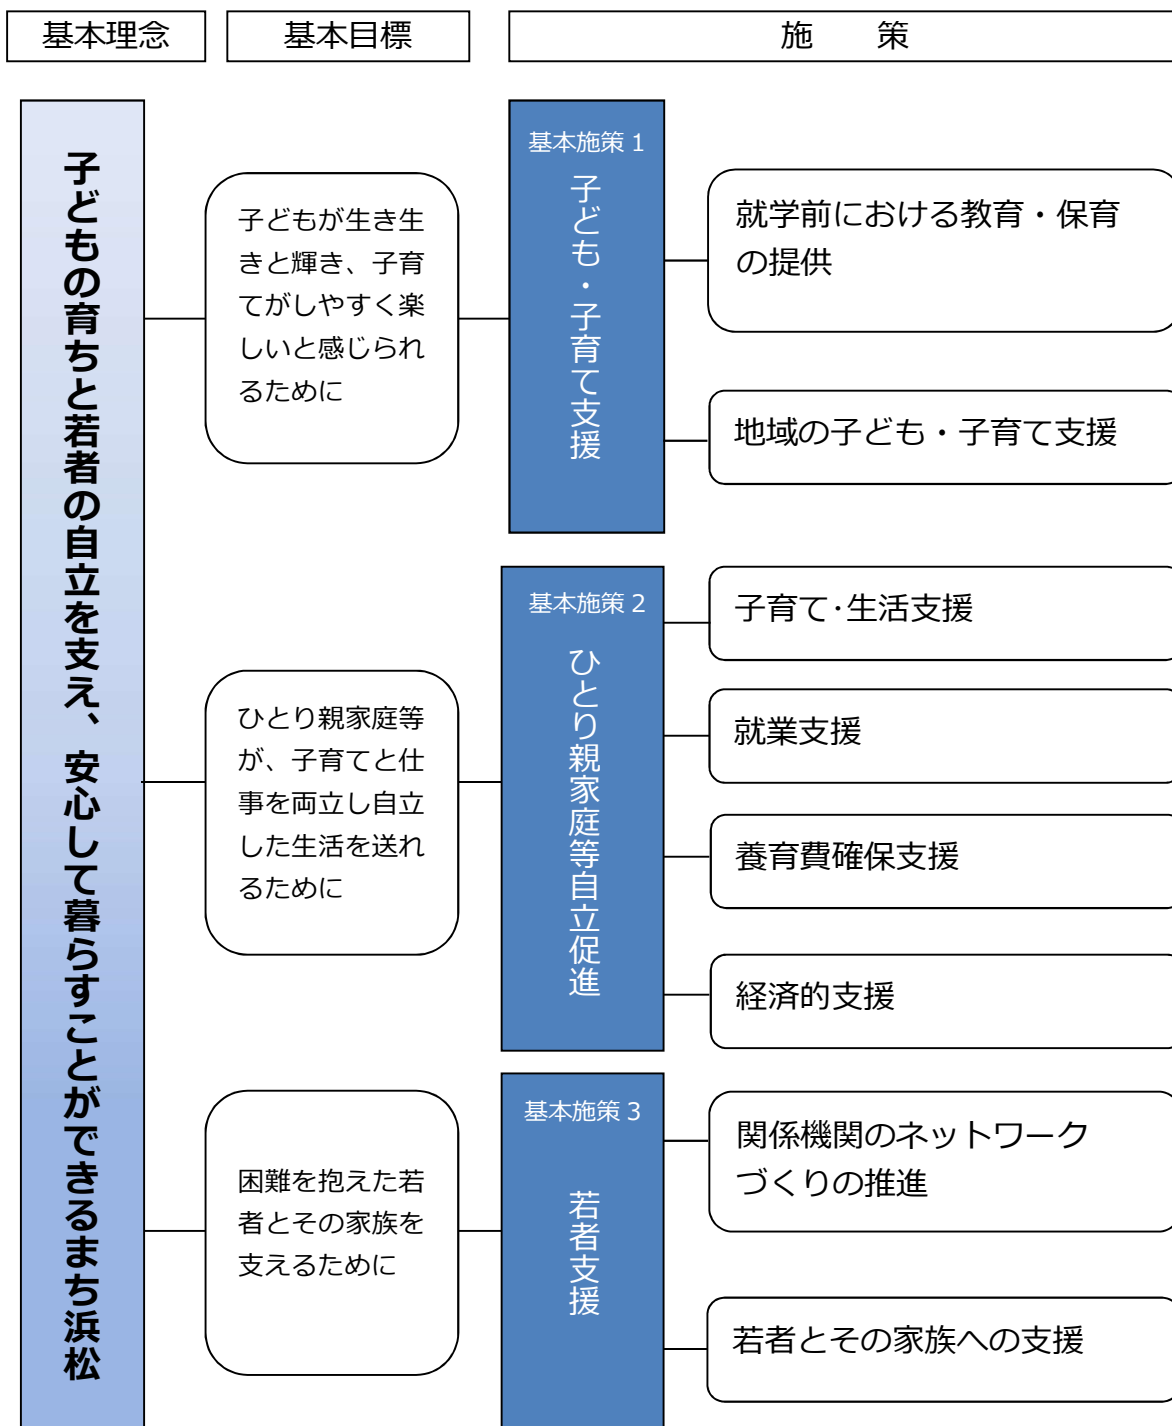 基本理念
基本目標
施　策
子どもの育ちと若者の自立を支え、安心して暮らすことができるまち浜松
子どもが生き生
きと輝き、子育
てがしやすく楽
しいと感じられ
るために
基本施策 1
子ども・子育て支援
就学前における教育・保育
の提供
地域の子ども・子育て支援
ひとり親家庭等
が、子育てと仕
事を両立し自立
した生活を送れ
るために
基本施策 2
ひとり親家庭等自立促進
子育て･生活支援
就業支援
養育費確保支援
経済的支援
困難を抱えた若
者とその家族を
支えるために
基本施策 3
若者支援
関係機関のネットワーク
づくりの推進
若者とその家族への支援